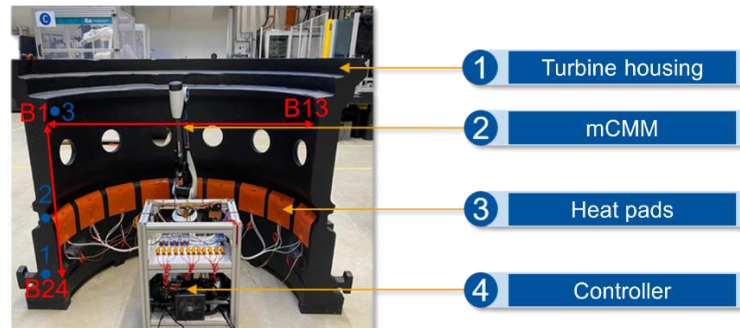 C
B1
3
B13
2
1
B24
1 Turbine housing
2 mCMM
3 Heat pads
4 Controller